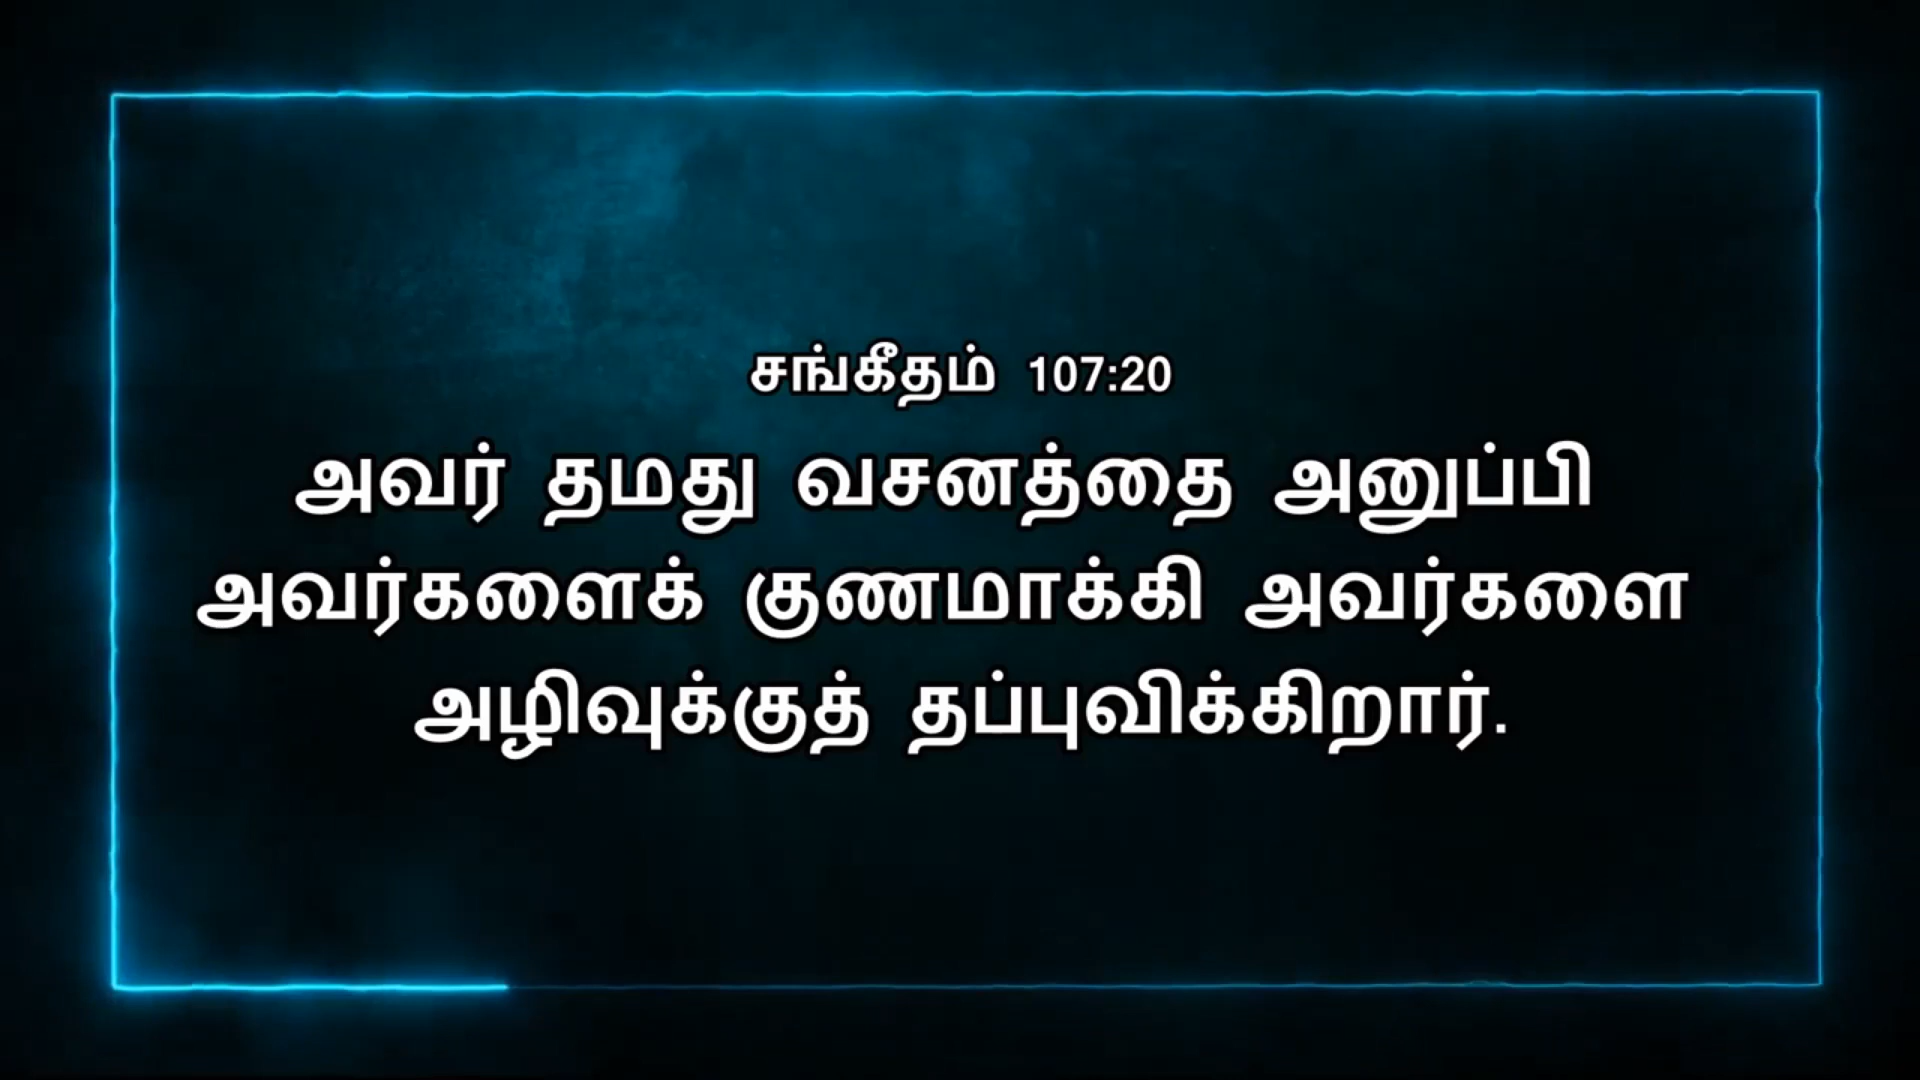 சங்கீதம் 107:20
அவர் தமது வசனத்தை அனுப்பி
அவர்களைக் குணமாக்கி அவர்களை
அழிவுக்குத் தப்புவிக்கிறார்.